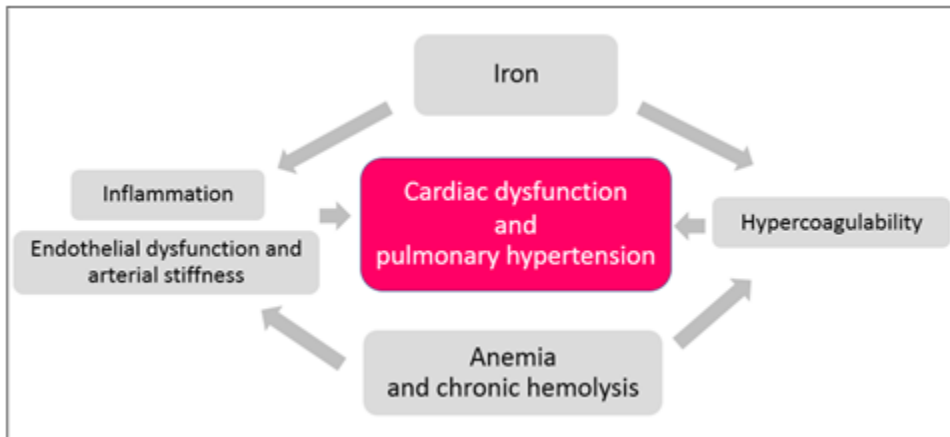 Iron
Inflammation
Endothelial dysfunction and
arterial stiffness
Cardiac dysfunction
and
pulmonary hypertension
Hypercoagulability
Anemia
and chronic hemolysis